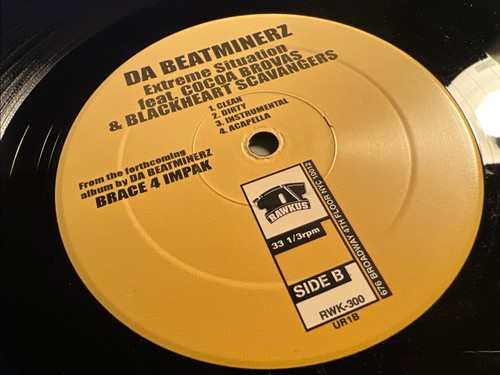 DA BEATMINERZ
Extreme Situation
feat. COCOA BROVAS
& BLACKHEART SCAVANGERS
1. CLEAN
2. DIRTY
3. INSTRUMENTAL
4. ACAPELLA
From the forthcoming
album by DA BEATMINERZ
BRACE 4 IMPAK
RAWKUS
33 1/3rpm
SIDE B
RWK-300
UR1B
676 BROADWAY 4TH FLOOR NYC 10012